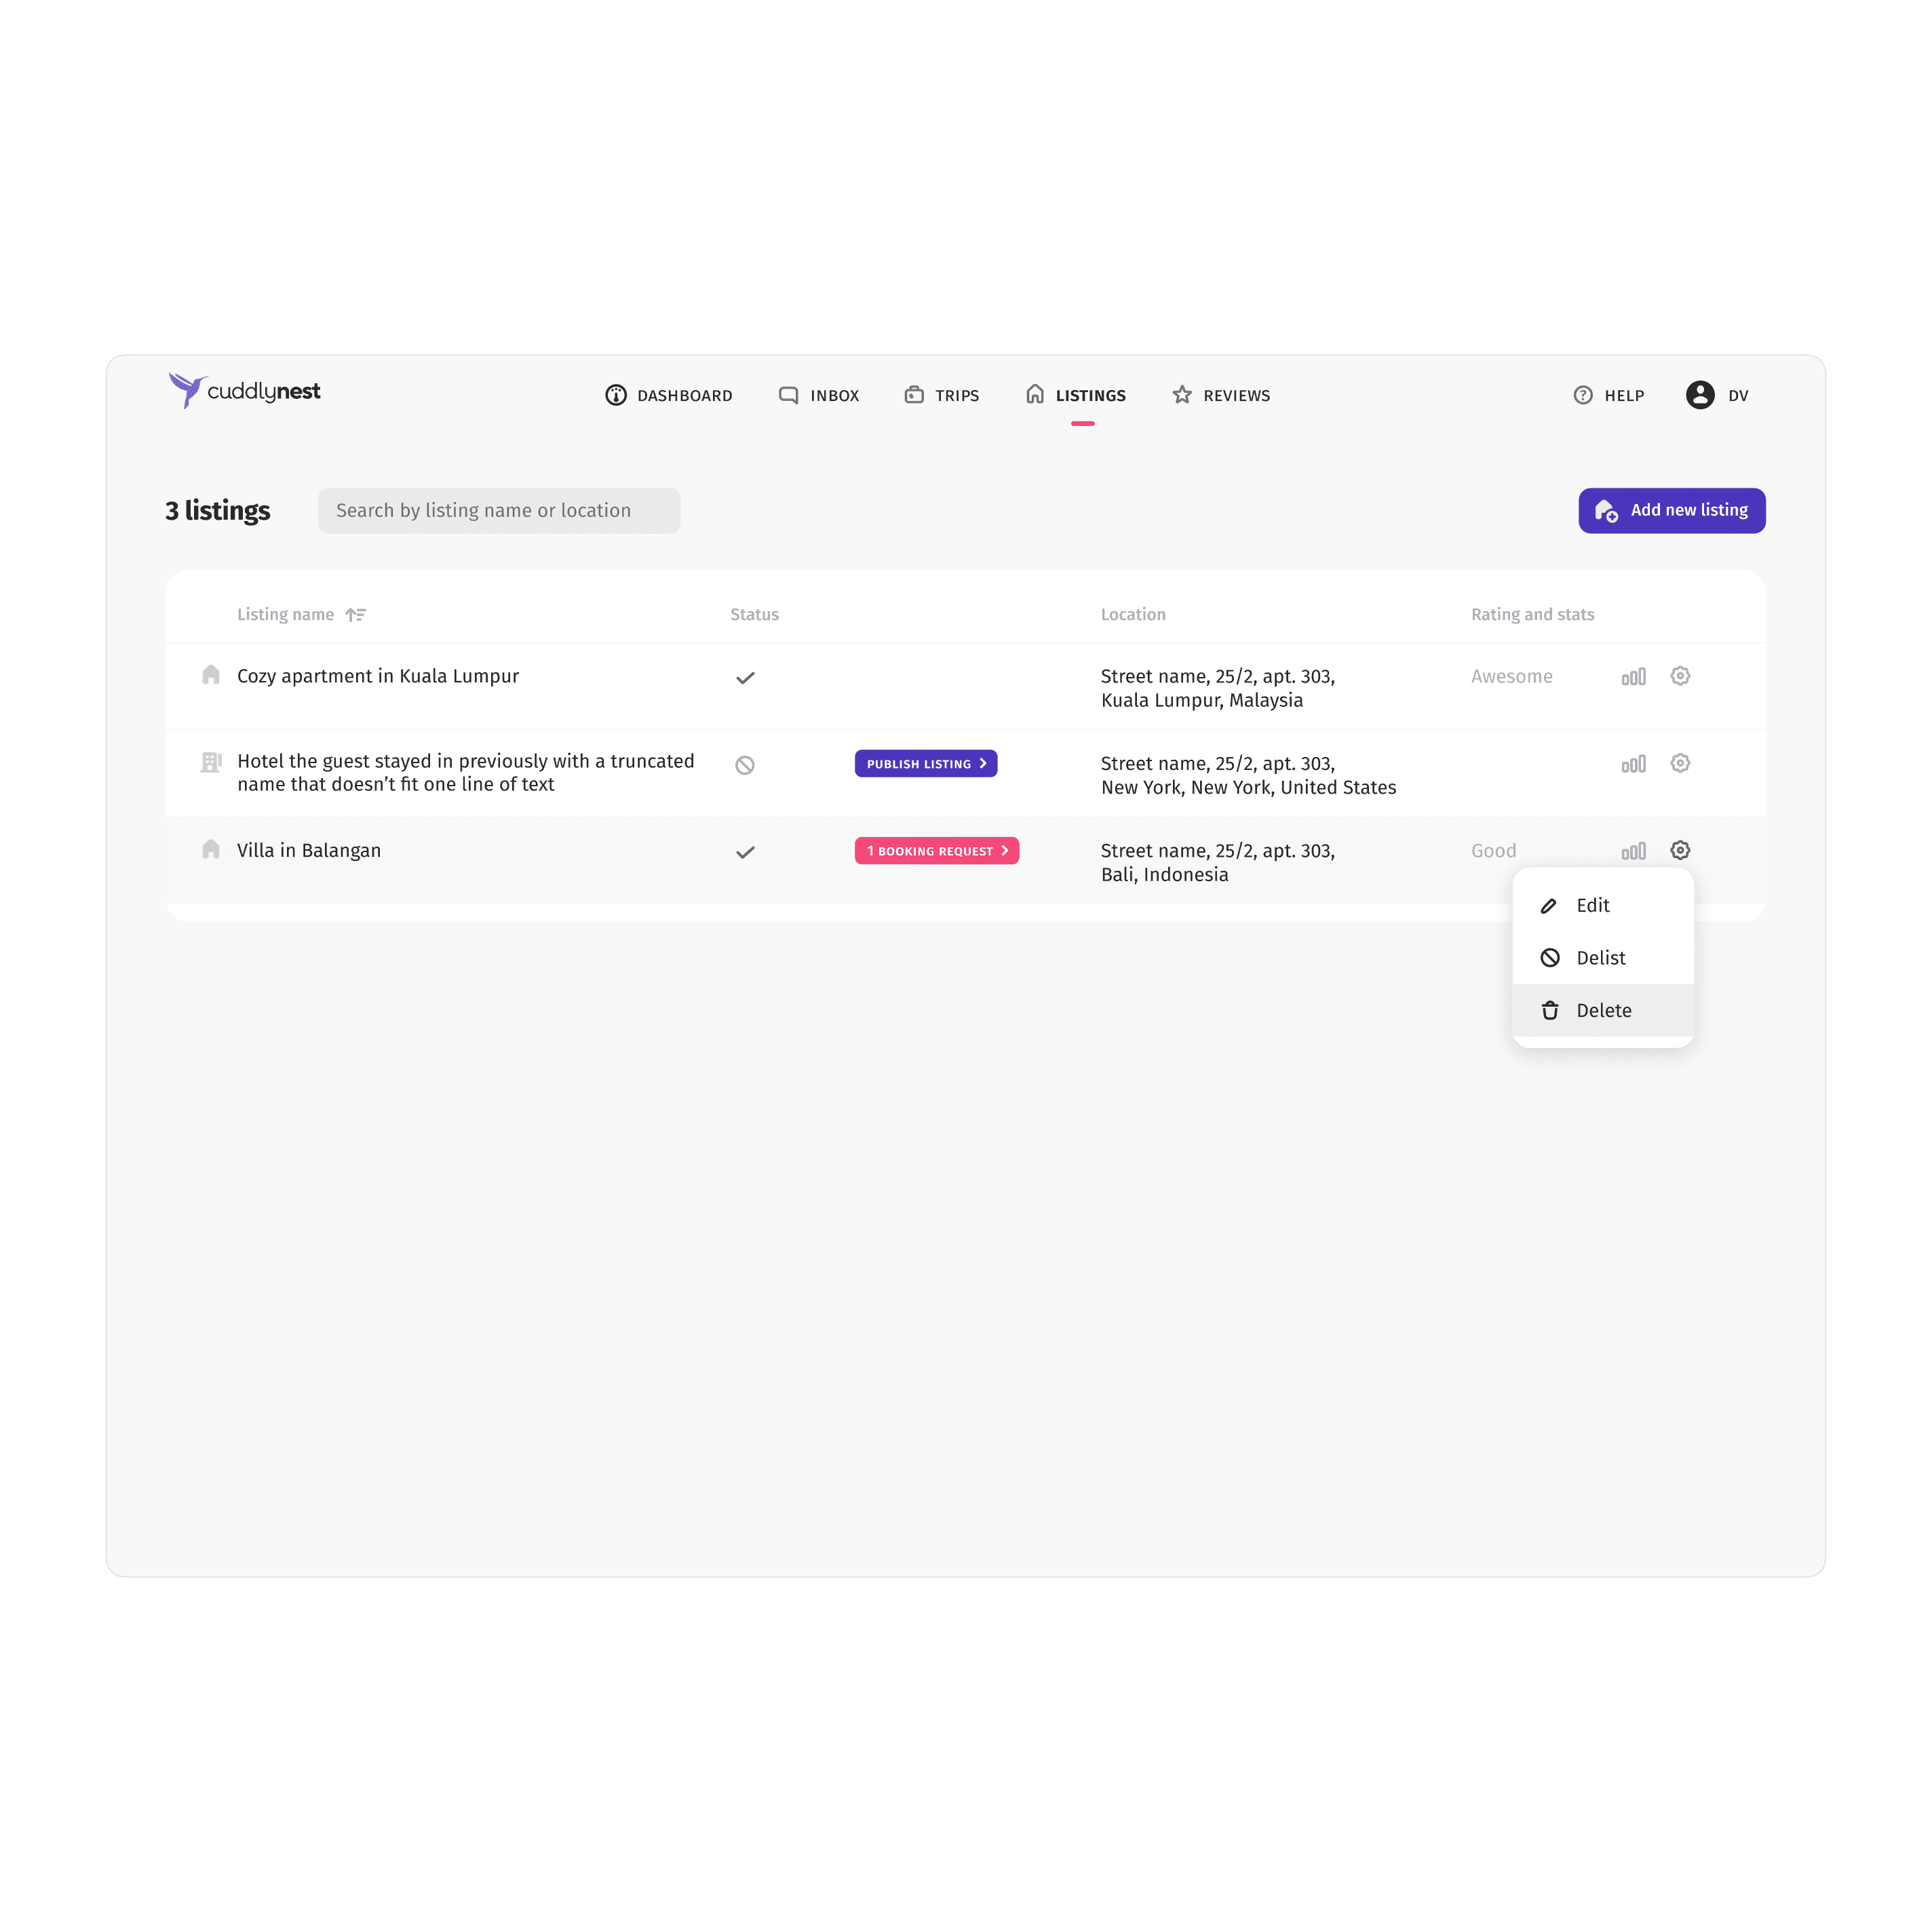 cuddlynest
DASHBOARD
INBOX
TRIPS
LISTINGS
REVIEWS
HELP
DV
3 listings
Search by listing name or location
Add new listing
Listing name
Status
Location
Rating and stats
Cozy apartment in Kuala Lumpur
Street name, 25/2, apt. 303,
Kuala Lumpur, Malaysia
Awesome
Hotel the guest stayed in previously with a truncated
name that doesn’t fit one line of text
PUBLISH LISTING
Street name, 25/2, apt. 303,
New York, New York, United States
Villa in Balangan
1 BOOKING REQUEST
Street name, 25/2, apt. 303,
Bali, Indonesia
Good
Edit
Delist
Delete